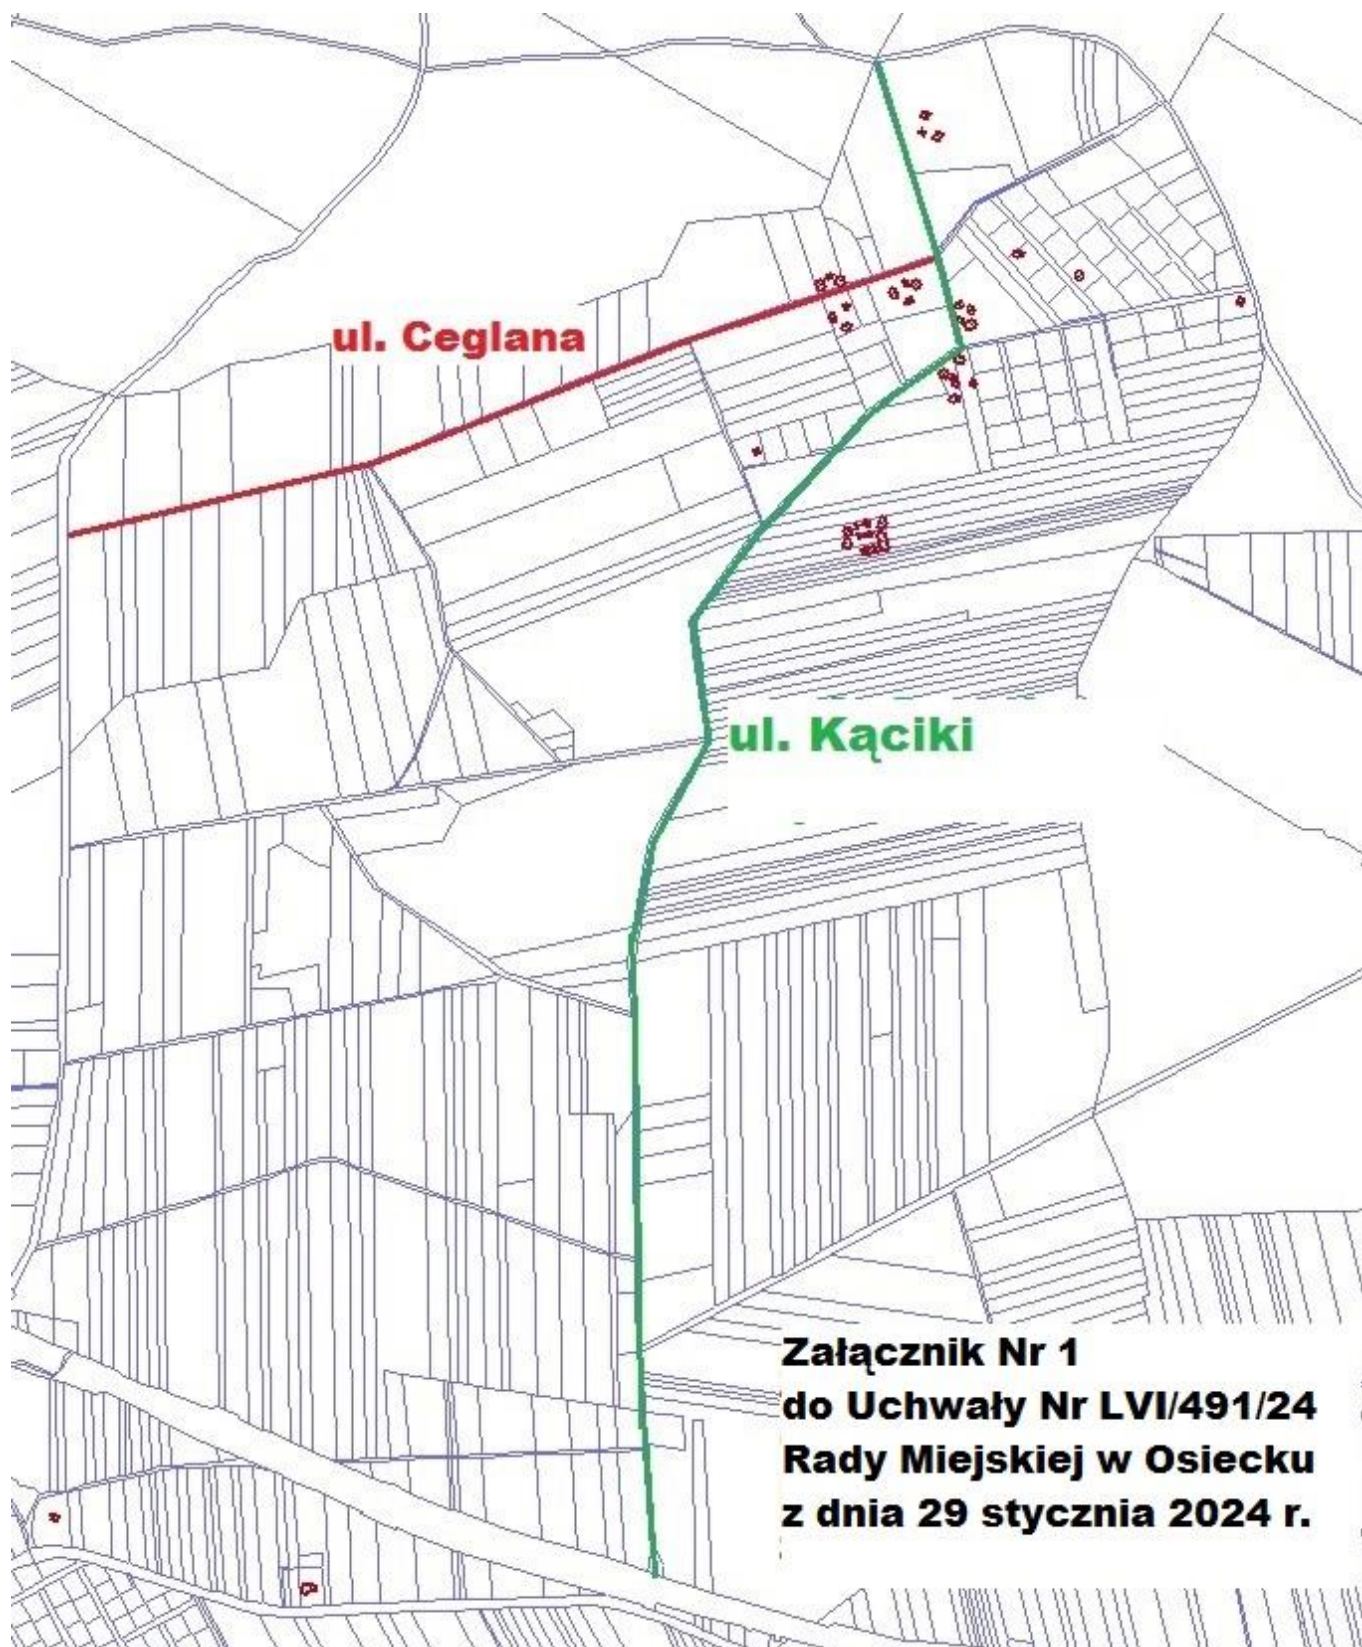 ul. Ceglana
ul. Kąciki
Załącznik Nr 1
do Uchwały Nr LVI/491/24
Rady Miejskiej w Osiecku
z dnia 29 stycznia 2024 r.